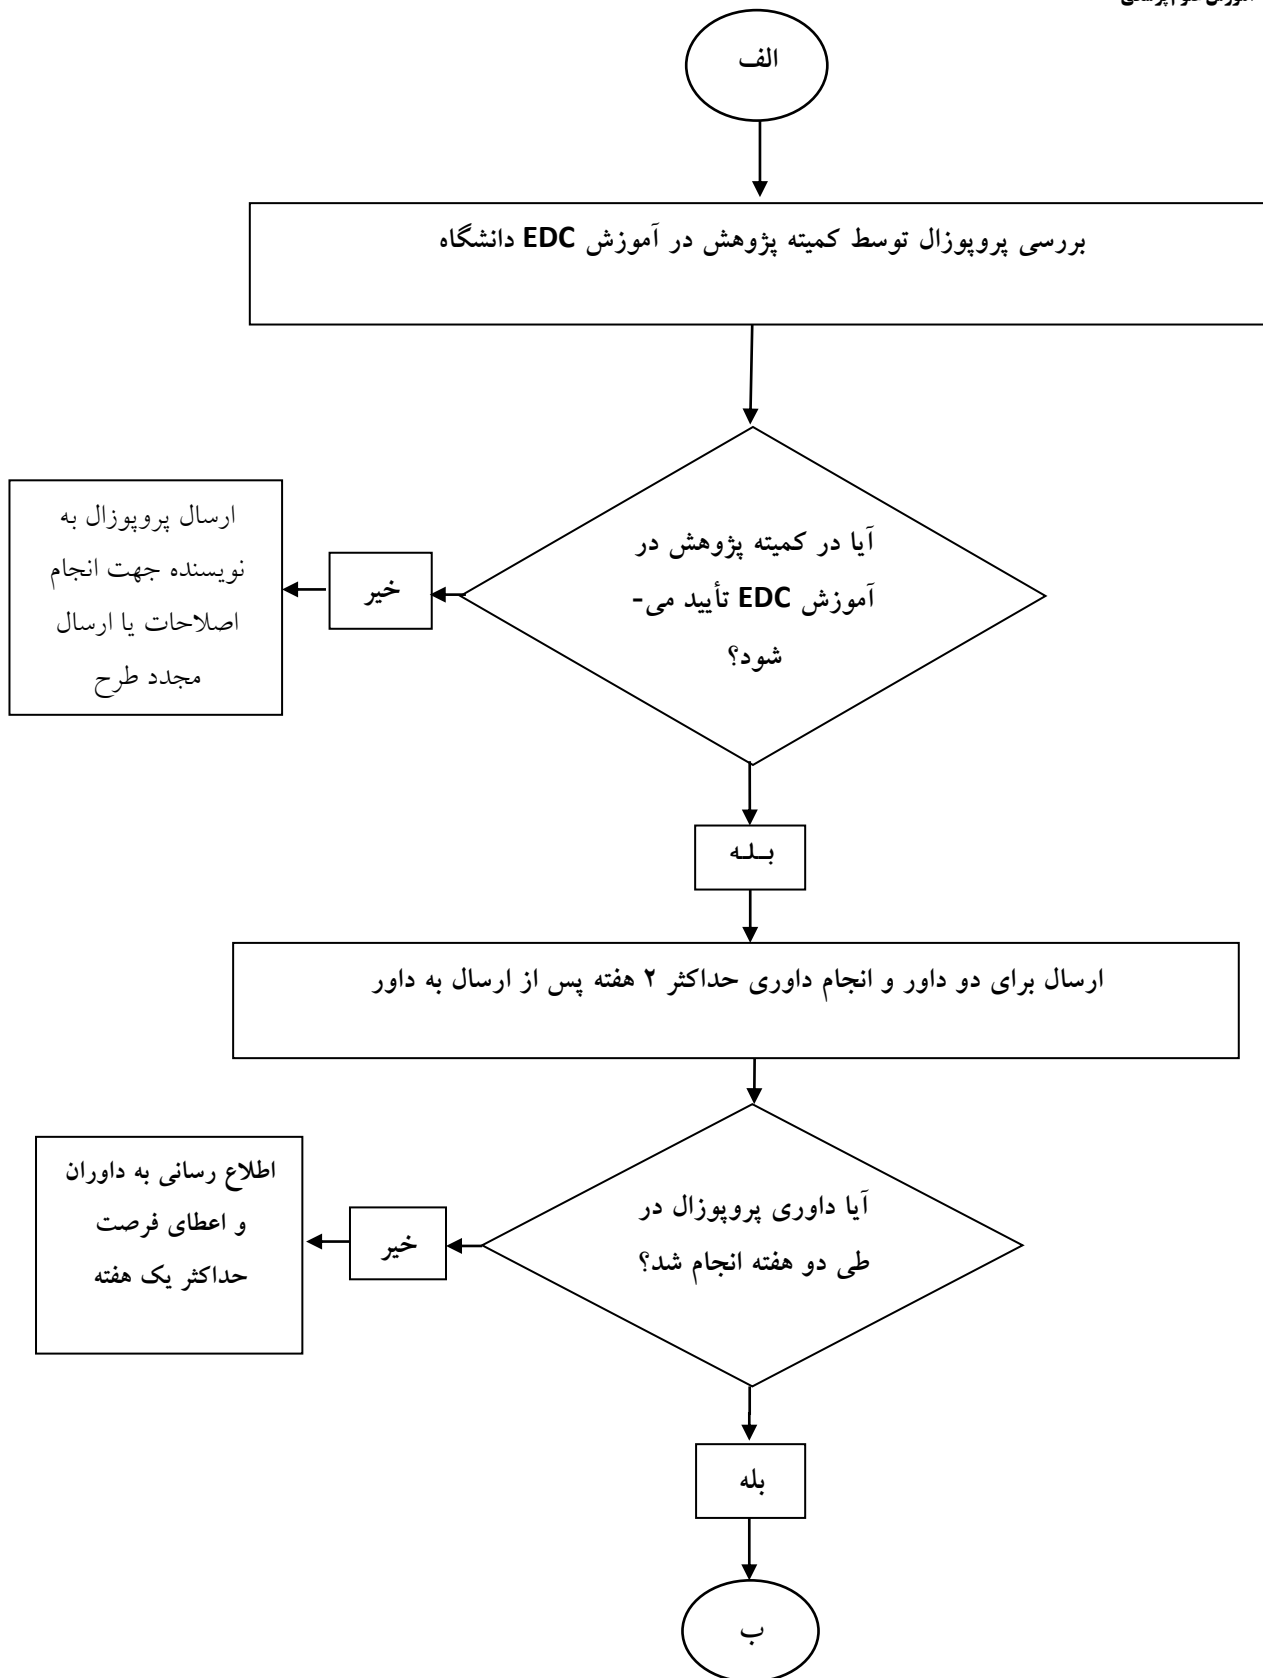 الف
بررسی پروپوزال توسط کمیته پژوهش در آموزش EDC دانشگاه
آیا در کمیته پژوهش در
آموزش EDC تأیید می-
شود؟
خیر
ارسال پروپوزال به
نویسنده جهت انجام
اصلاحات یا ارسال
مجدد طرح
بـلـه
ارسال برای دو داور و انجام داوری حداکثر ۲ هفته پس از ارسال به داور
آیا داوری پروپوزال در
طی دو هفته انجام شد؟
خیر
اطلاع رسانی به داوران
و اعطای فرصت
حداکثر یک هفته
بله
ب